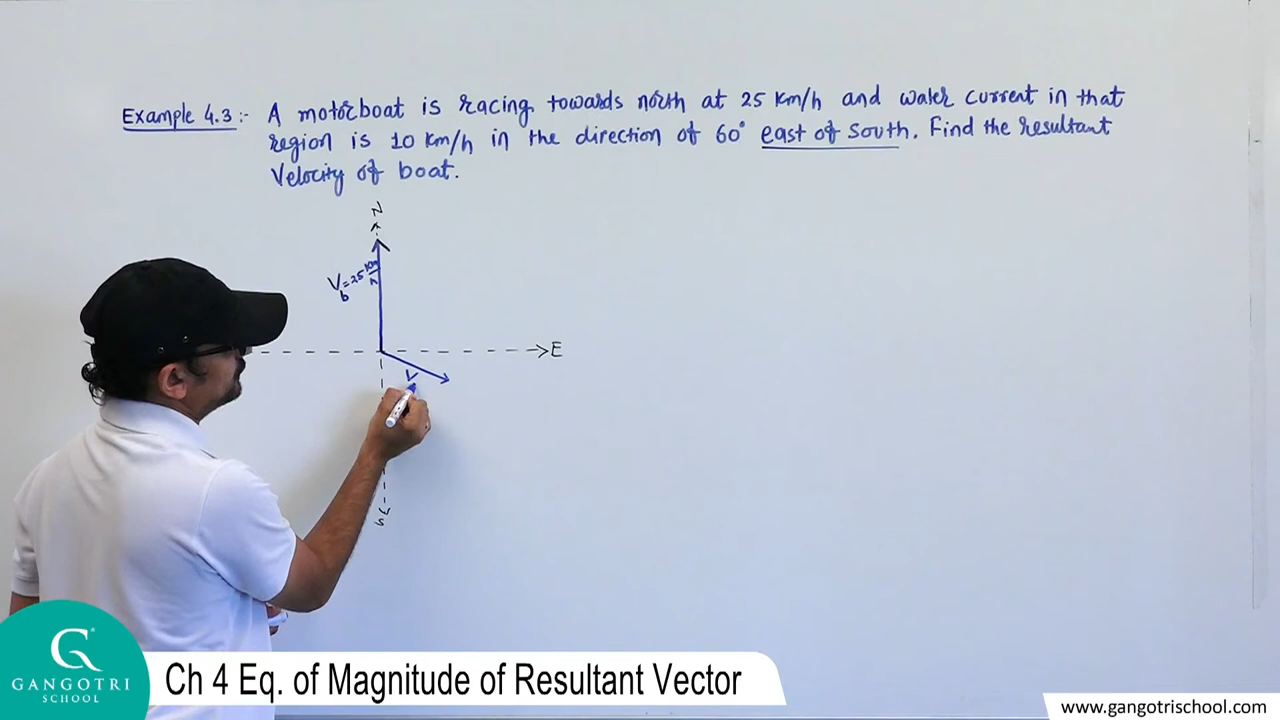 Example 4.3:- A motorboat is racing towards north at 25 Km/h and water current in that
region is 10 Km/h in the direction of 60° east of south. Find the resultant
Velocity of boat.
N
V_b = 25 Km/h
E
V
S
GANGOTRI
SCHOOL
Ch 4 Eq. of Magnitude of Resultant Vector
www.gangotrischool.com